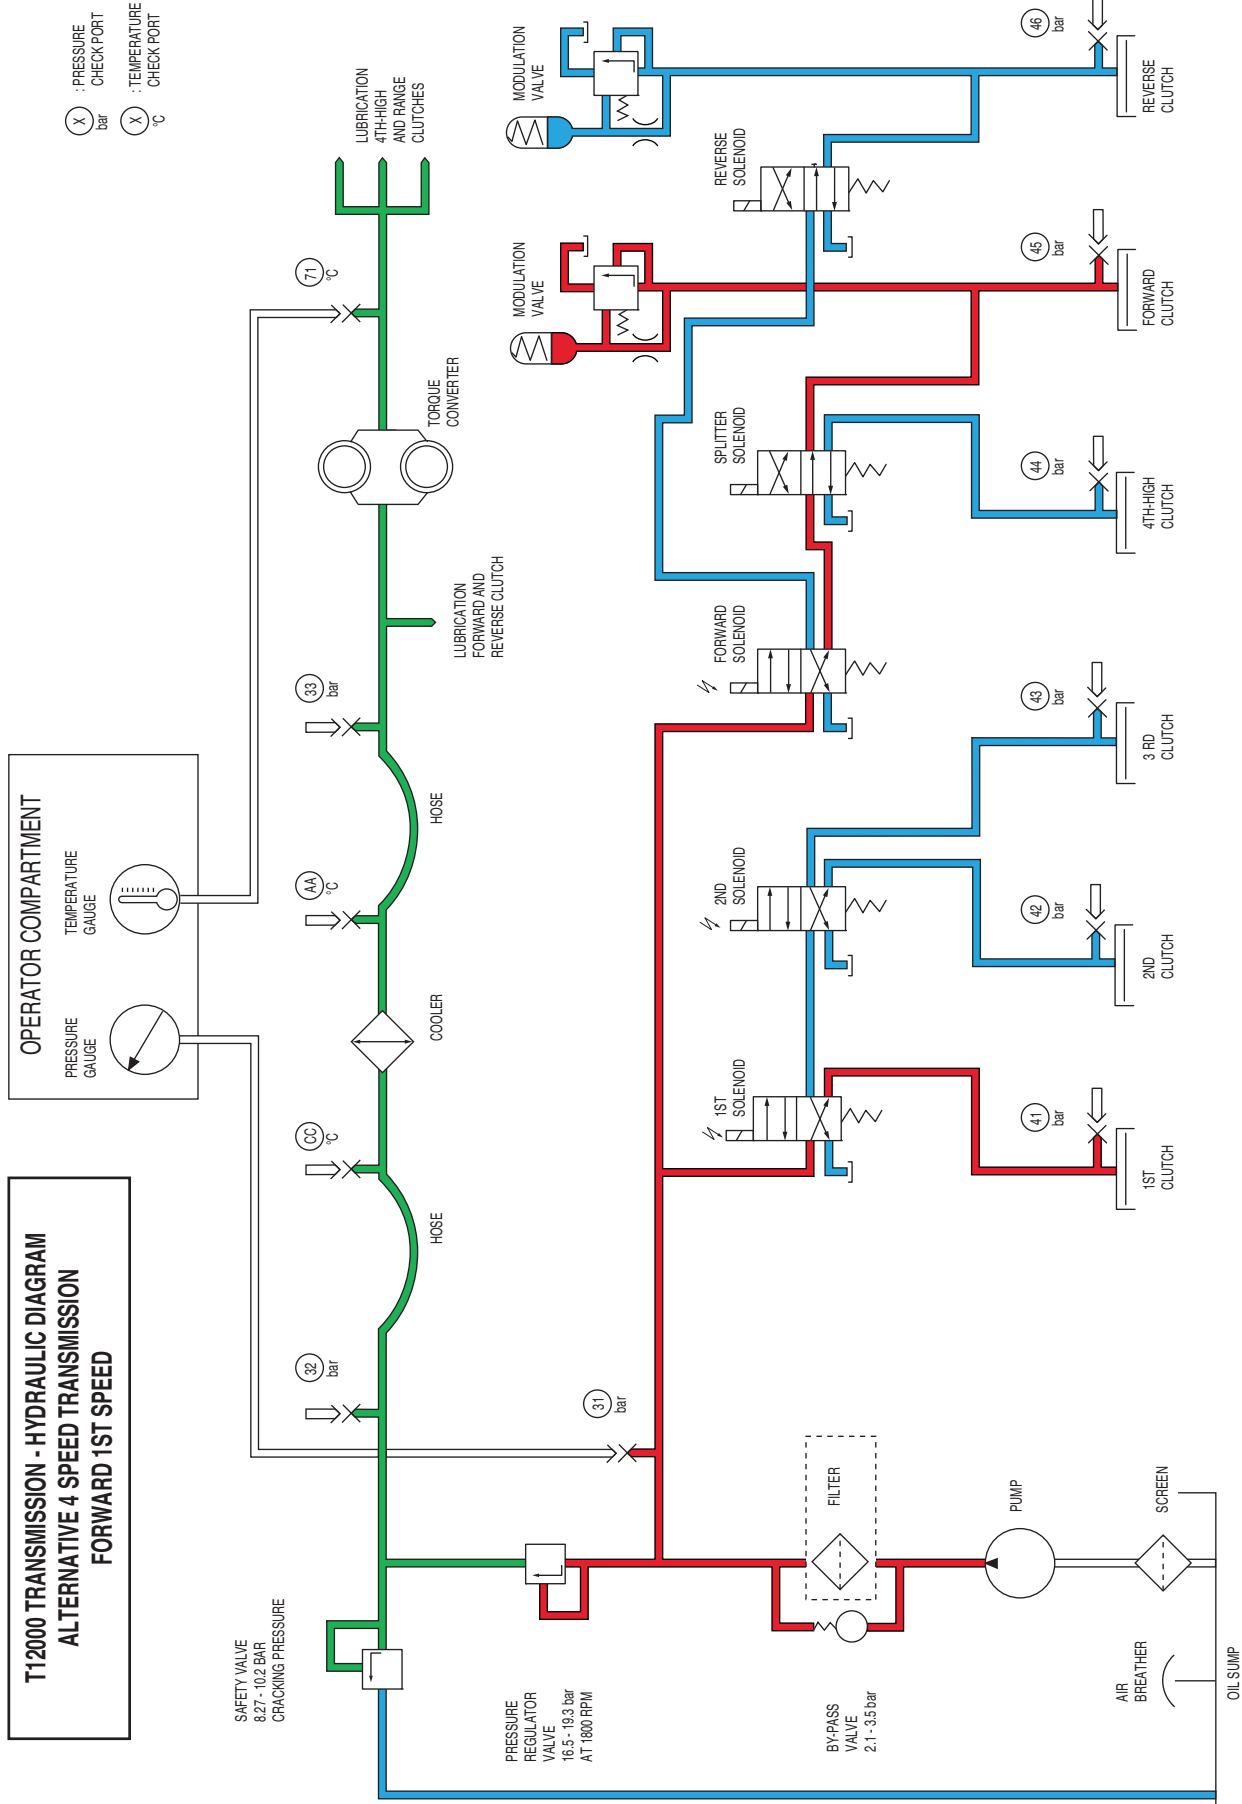 T12000 TRANSMISSION - HYDRAULIC DIAGRAM
ALTERNATIVE 4 SPEED TRANSMISSION
FORWARD 1ST SPEED
OPERATOR COMPARTMENT
PRESSURE
GAUGE
TEMPERATURE
GAUGE
X
bar
: PRESSURE
CHECK PORT
X
°C
: TEMPERATURE
CHECK PORT
SAFETY VALVE
8.27 - 10.2 BAR
CRACKING PRESSURE
32
bar
HOSE
CC
°C
COOLER
AA
°C
HOSE
33
bar
LUBRICATION
FORWARD AND
REVERSE CLUTCH
TORQUE
CONVERTER
71
°C
LUBRICATION
4TH-HIGH
AND RANGE
CLUTCHES
PRESSURE
REGULATOR
VALVE
16.5 - 19.3 bar
AT 1800 RPM
31
bar
MODULATION
VALVE
MODULATION
VALVE
1ST
SOLENOID
2ND
SOLENOID
FORWARD
SOLENOID
SPLITTER
SOLENOID
REVERSE
SOLENOID
BY-PASS
VALVE
2.1 - 3.5 bar
FILTER
PUMP
SCREEN
AIR
BREATHER
OIL SUMP
41
bar
42
bar
43
bar
44
bar
45
bar
46
bar
1ST
CLUTCH
2ND
CLUTCH
3 RD
CLUTCH
4TH-HIGH
CLUTCH
FORWARD
CLUTCH
REVERSE
CLUTCH